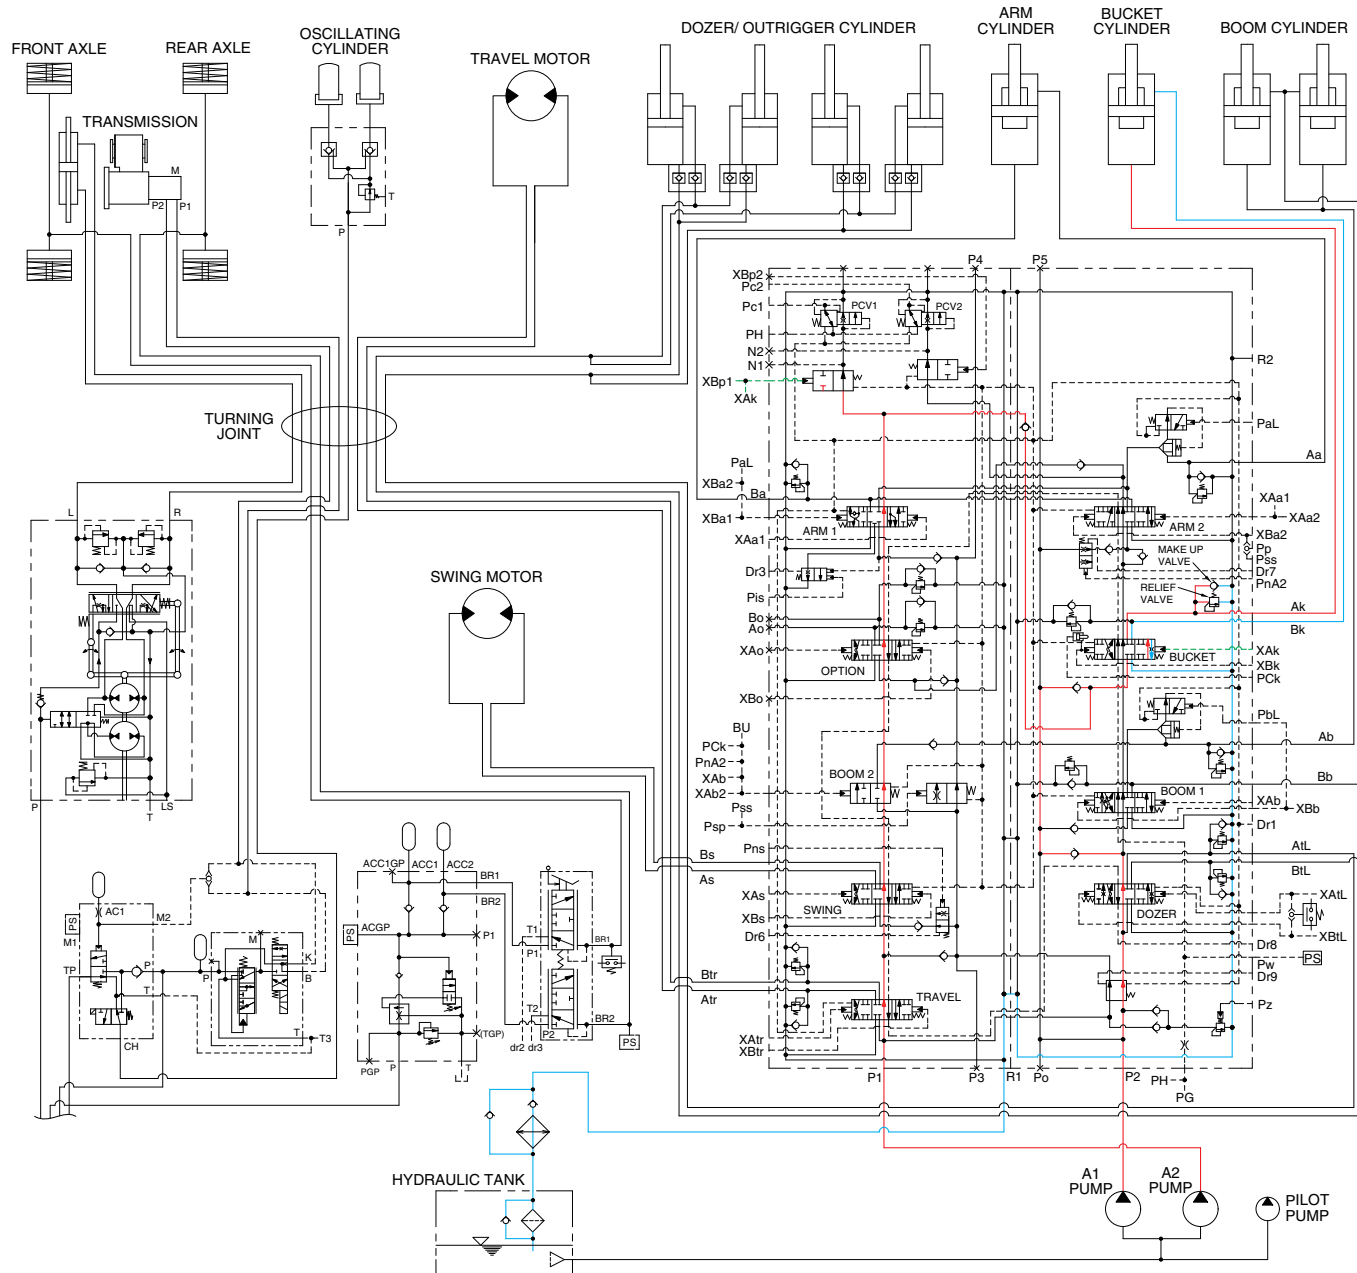 FRONT AXLE
REAR AXLE
OSCILLATING
CYLINDER
TRAVEL MOTOR
DOZER/ OUTRIGGER CYLINDER
ARM
CYLINDER
BUCKET
CYLINDER
BOOM CYLINDER
TRANSMISSION
M
P2
P1
T
P
TURNING
JOINT
P4
P5
XBp2
Pc2
Pc1
PCV1
PCV2
PH
N2
N1
R2
XBp1
XAk
PaL
PaL
Aa
XBa2
Ba
XAa1
XBa1
ARM 1
ARM 2
XAa2
XAa1
XBa2
Pp
Pss
MAKE UP
VALVE
Dr3
Dr7
PnA2
RELIEF
VALVE
Pis
Ak
Bo
Ao
Bk
XAo
OPTION
BUCKET
XAk
XBk
PCk
XBo
PbL
BU
PCk
PnA2
XAb
XAb2
Pss
Psp
BOOM 2
Ab
Bb
BOOM 1
XAb
XBb
Dr1
Pns
AtL
BtL
Bs
As
XAs
SWING
XBs
Dr6
DOZER
XAtL
XBtL
Dr8
PS
Pw
Dr9
Btr
Atr
TRAVEL
Pz
XAtr
XBtr
P1
P3
R1
Po
P2
PH
PG
L
R
SWING MOTOR
P
T
LS
ACC1GP
ACC1
ACC2
BR1
BR2
PS
ACGP
P1
T1
P1
BR1
T2
P2
BR2
PS
(TGP)
dr2
dr3
PGP
P
T
PS
AC1
M2
M1
TP
P
T
CH
M
P
K
B
T
T3
HYDRAULIC TANK
A1
PUMP
A2
PUMP
PILOT
PUMP